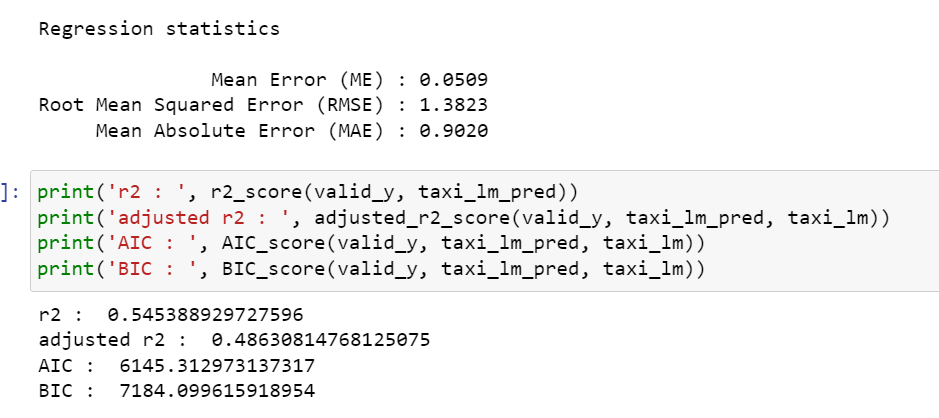 Regression statistics
Mean Error (ME) : 0.0509
Root Mean Squared Error (RMSE) : 1.3823
Mean Absolute Error (MAE) : 0.9020
]: print('r2 : ', r2_score(valid_y, taxi_lm_pred))
print('adjusted r2 : ', adjusted_r2_score(valid_y, taxi_lm_pred, taxi_lm))
print('AIC : ', AIC_score(valid_y, taxi_lm_pred, taxi_lm))
print('BIC : ', BIC_score(valid_y, taxi_lm_pred, taxi_lm))
r2 :  0.545388929727596
adjusted r2 :  0.48630814768125075
AIC :  6145.312973137317
BIC :  7184.099615918954